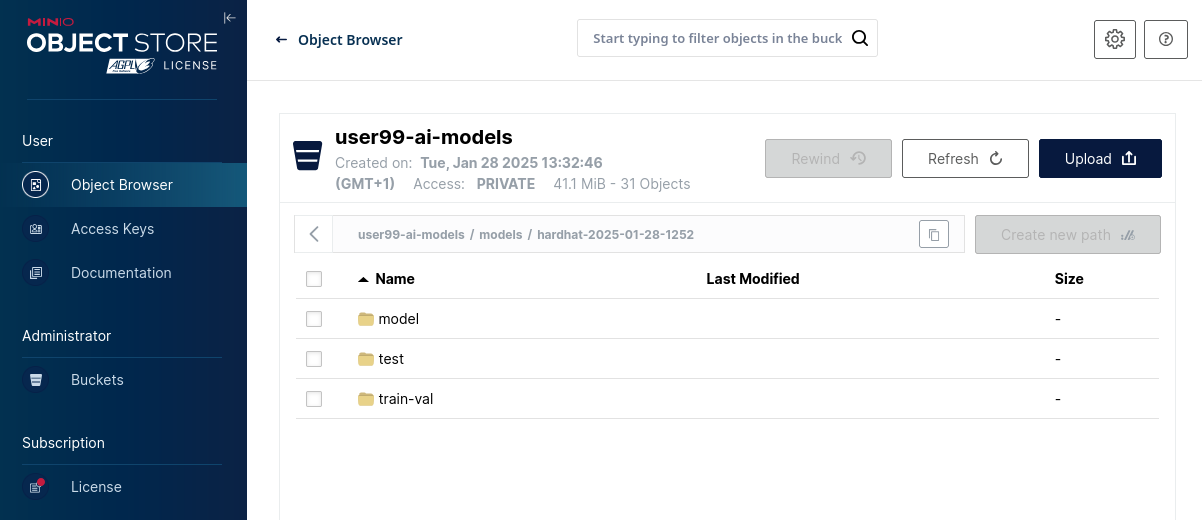 MINIO
OBJECT STORE
AGPLv3 LICENSE
User
Object Browser
Access Keys
Documentation
Administrator
Buckets
Subscription
License
Object Browser
Start typing to filter objects in the buck
user99-ai-models
Created on: Tue, Jan 28 2025 13:32:46
(GMT+1) Access: PRIVATE 41.1 MiB - 31 Objects
Rewind
Refresh
Upload
user99-ai-models / models / hardhat-2025-01-28-1252
Create new path
Name Last Modified Size
model -
test -
train-val -